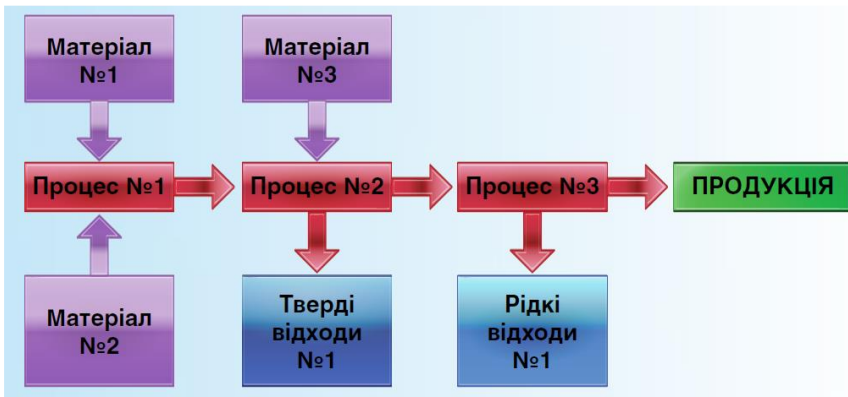 Матеріал
№1
Матеріал
№3
Процес №1
Процес №2
Процес №3
ПРОДУКЦІЯ
Матеріал
№2
Тверді
відходи
№1
Рідкі
відходи
№1